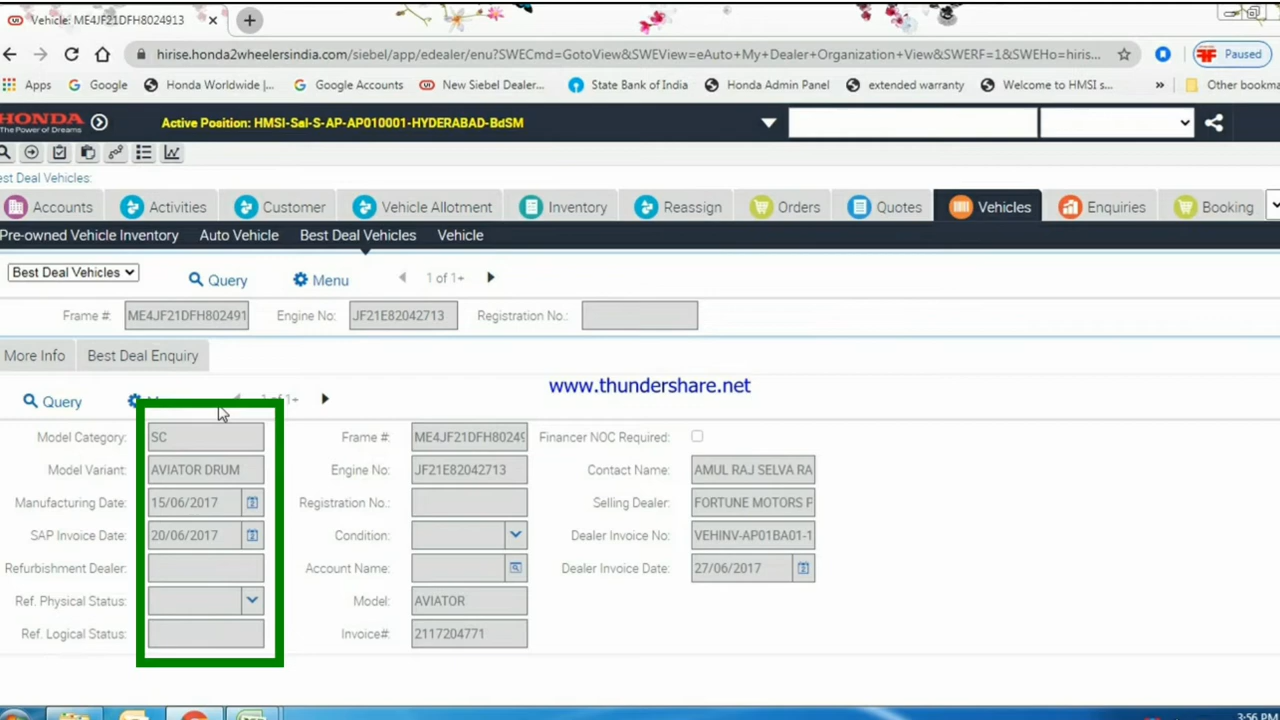 Vehicle: ME4JF21DFH8024913
hirise.honda2wheelersindia.com/siebel/app/edealer/enu?SWECmd=GotoView&SWEView=eAuto+My+Dealer+Organization+View&SWERF=1&SWEHo=hiris...
Paused
Apps Google Honda Worldwide |... Google Accounts New Siebel Dealer... State Bank of India Honda Admin Panel extended warranty Welcome to HMSI s... » Other bookma
HONDA
The Power of Dreams
Active Position: HMSI-Sal-S-AP-AP010001-HYDERABAD-BdSM
est Deal Vehicles:
Accounts Activities Customer Vehicle Allotment Inventory Reassign Orders Quotes Vehicles Enquiries Booking
Pre-owned Vehicle Inventory Auto Vehicle Best Deal Vehicles Vehicle
Best Deal Vehicles Query Menu 1 of 1+
Frame #: ME4JF21DFH802491 Engine No: JF21E82042713 Registration No.:
More Info Best Deal Enquiry
www.thundershare.net
Query 1 of 1+
Model Category: SC Frame #: ME4JF21DFH80249 Financer NOC Required:
Model Variant: AVIATOR DRUM Engine No: JF21E82042713 Contact Name: AMUL RAJ SELVA RA
Manufacturing Date: 15/06/2017 Registration No.: Selling Dealer: FORTUNE MOTORS P
SAP Invoice Date: 20/06/2017 Condition: Dealer Invoice No: VEHINV-AP01BA01-1
Refurbishment Dealer: Account Name: Dealer Invoice Date: 27/06/2017
Ref. Physical Status: Model: AVIATOR
Ref. Logical Status: Invoice#: 2117204771
3:56 PM